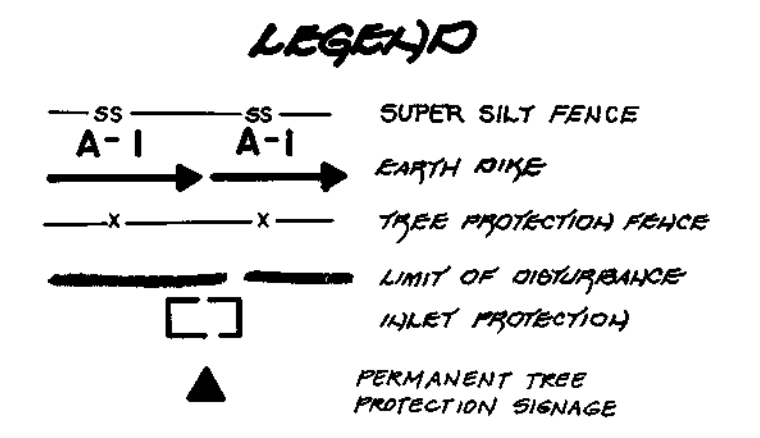 LEGEND
SS SS SUPER SILT FENCE
A-1 A-1
EARTH DIKE
X X TREE PROTECTION FENCE
LIMIT OF DISTURBANCE
INLET PROTECTION
PERMANENT TREE
PROTECTION SIGNAGE